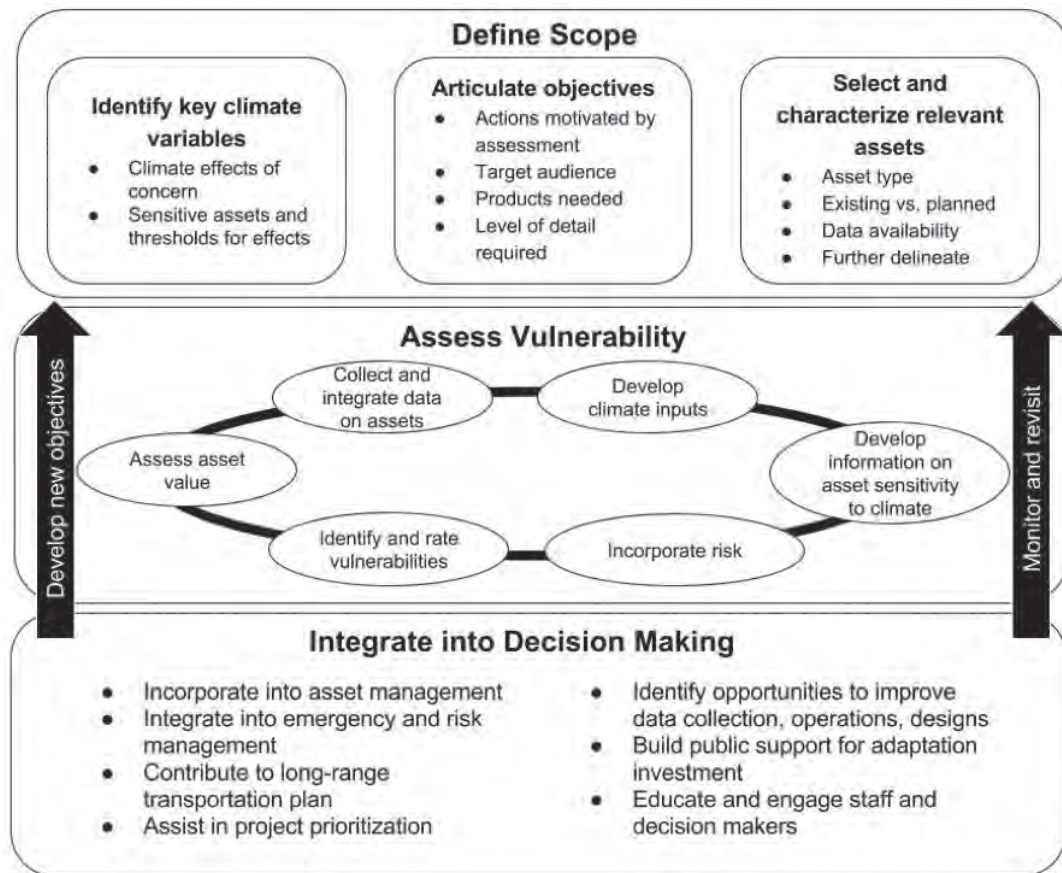 Define Scope
Identify key climate
variables
● Climate effects of
concern
● Sensitive assets and
thresholds for effects
Articulate objectives
● Actions motivated by
assessment
● Target audience
● Products needed
● Level of detail
required
Select and
characterize relevant
assets
● Asset type
● Existing vs. planned
● Data availability
● Further delineate
Develop new objectives
Assess Vulnerability
Collect and
integrate data
on assets
Develop
climate inputs
Assess asset
value
Develop
information on
asset sensitivity
to climate
Identify and rate
vulnerabilities
Incorporate risk
Monitor and revisit
Integrate into Decision Making
● Incorporate into asset management
● Integrate into emergency and risk
management
● Contribute to long-range
transportation plan
● Assist in project prioritization
● Identify opportunities to improve
data collection, operations, designs
● Build public support for adaptation
investment
● Educate and engage staff and
decision makers